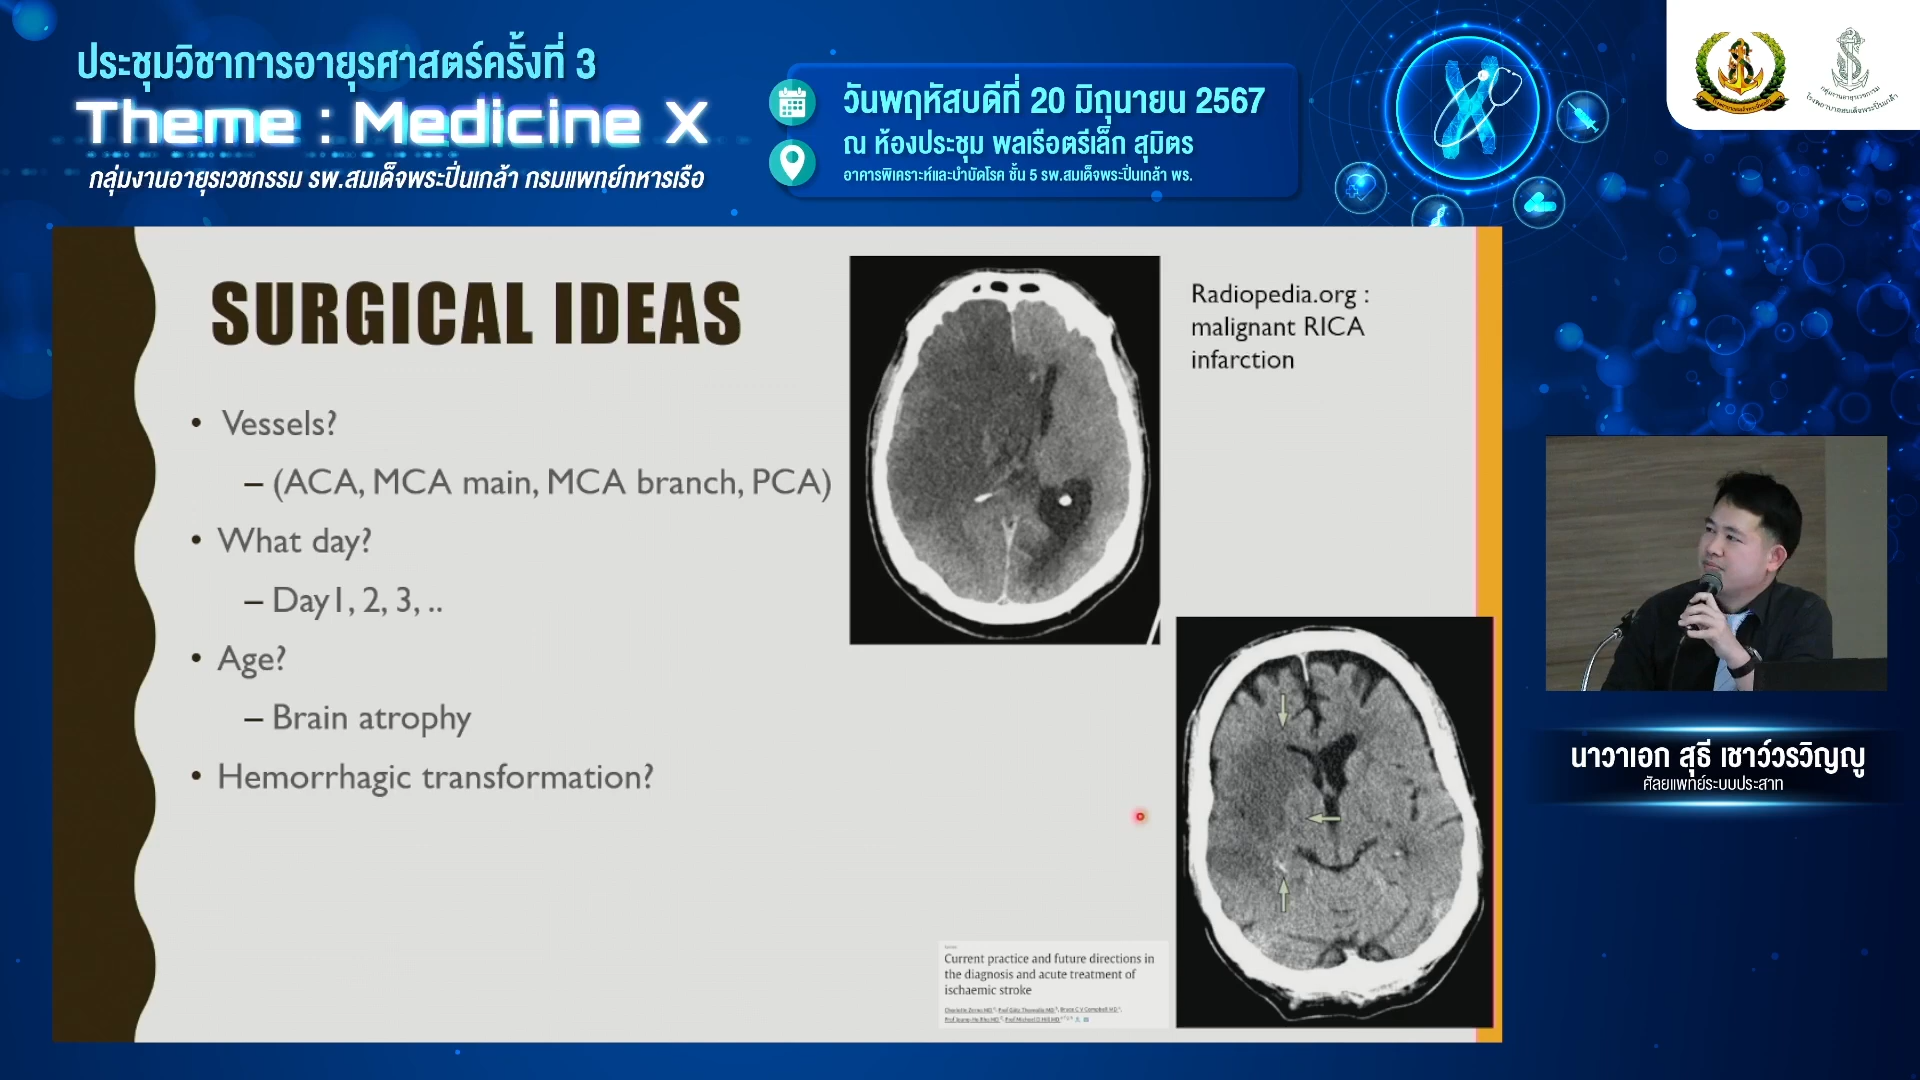 ประชุมวิชาการอายุรศาสตร์ครั้งที่ 3
Theme : Medicine X
กลุ่มงานอายุรเวชกรรม รพ.สมเด็จพระปิ่นเกล้า กรมแพทย์ทหารเรือ
วันพฤหัสบดีที่ 20 มิถุนายน 2567
ณ ห้องประชุม พลเรือตรีเล็ก สุมิตร
อาคารพิเคราะห์และบำบัดโรค ชั้น 5 รพ.สมเด็จพระปิ่นเกล้า พร.
SURGICAL IDEAS
• Vessels?
– (ACA, MCA main, MCA branch, PCA)
• What day?
– Day1, 2, 3, ..
• Age?
– Brain atrophy
• Hemorrhagic transformation?
Radiopedia.org :
malignant RICA
infarction
Current practice and future directions in
the diagnosis and acute treatment of
ischaemic stroke
นาวาเอก สุธี เชาว์วรวิญญู
ศัลยแพทย์ระบบประสาท